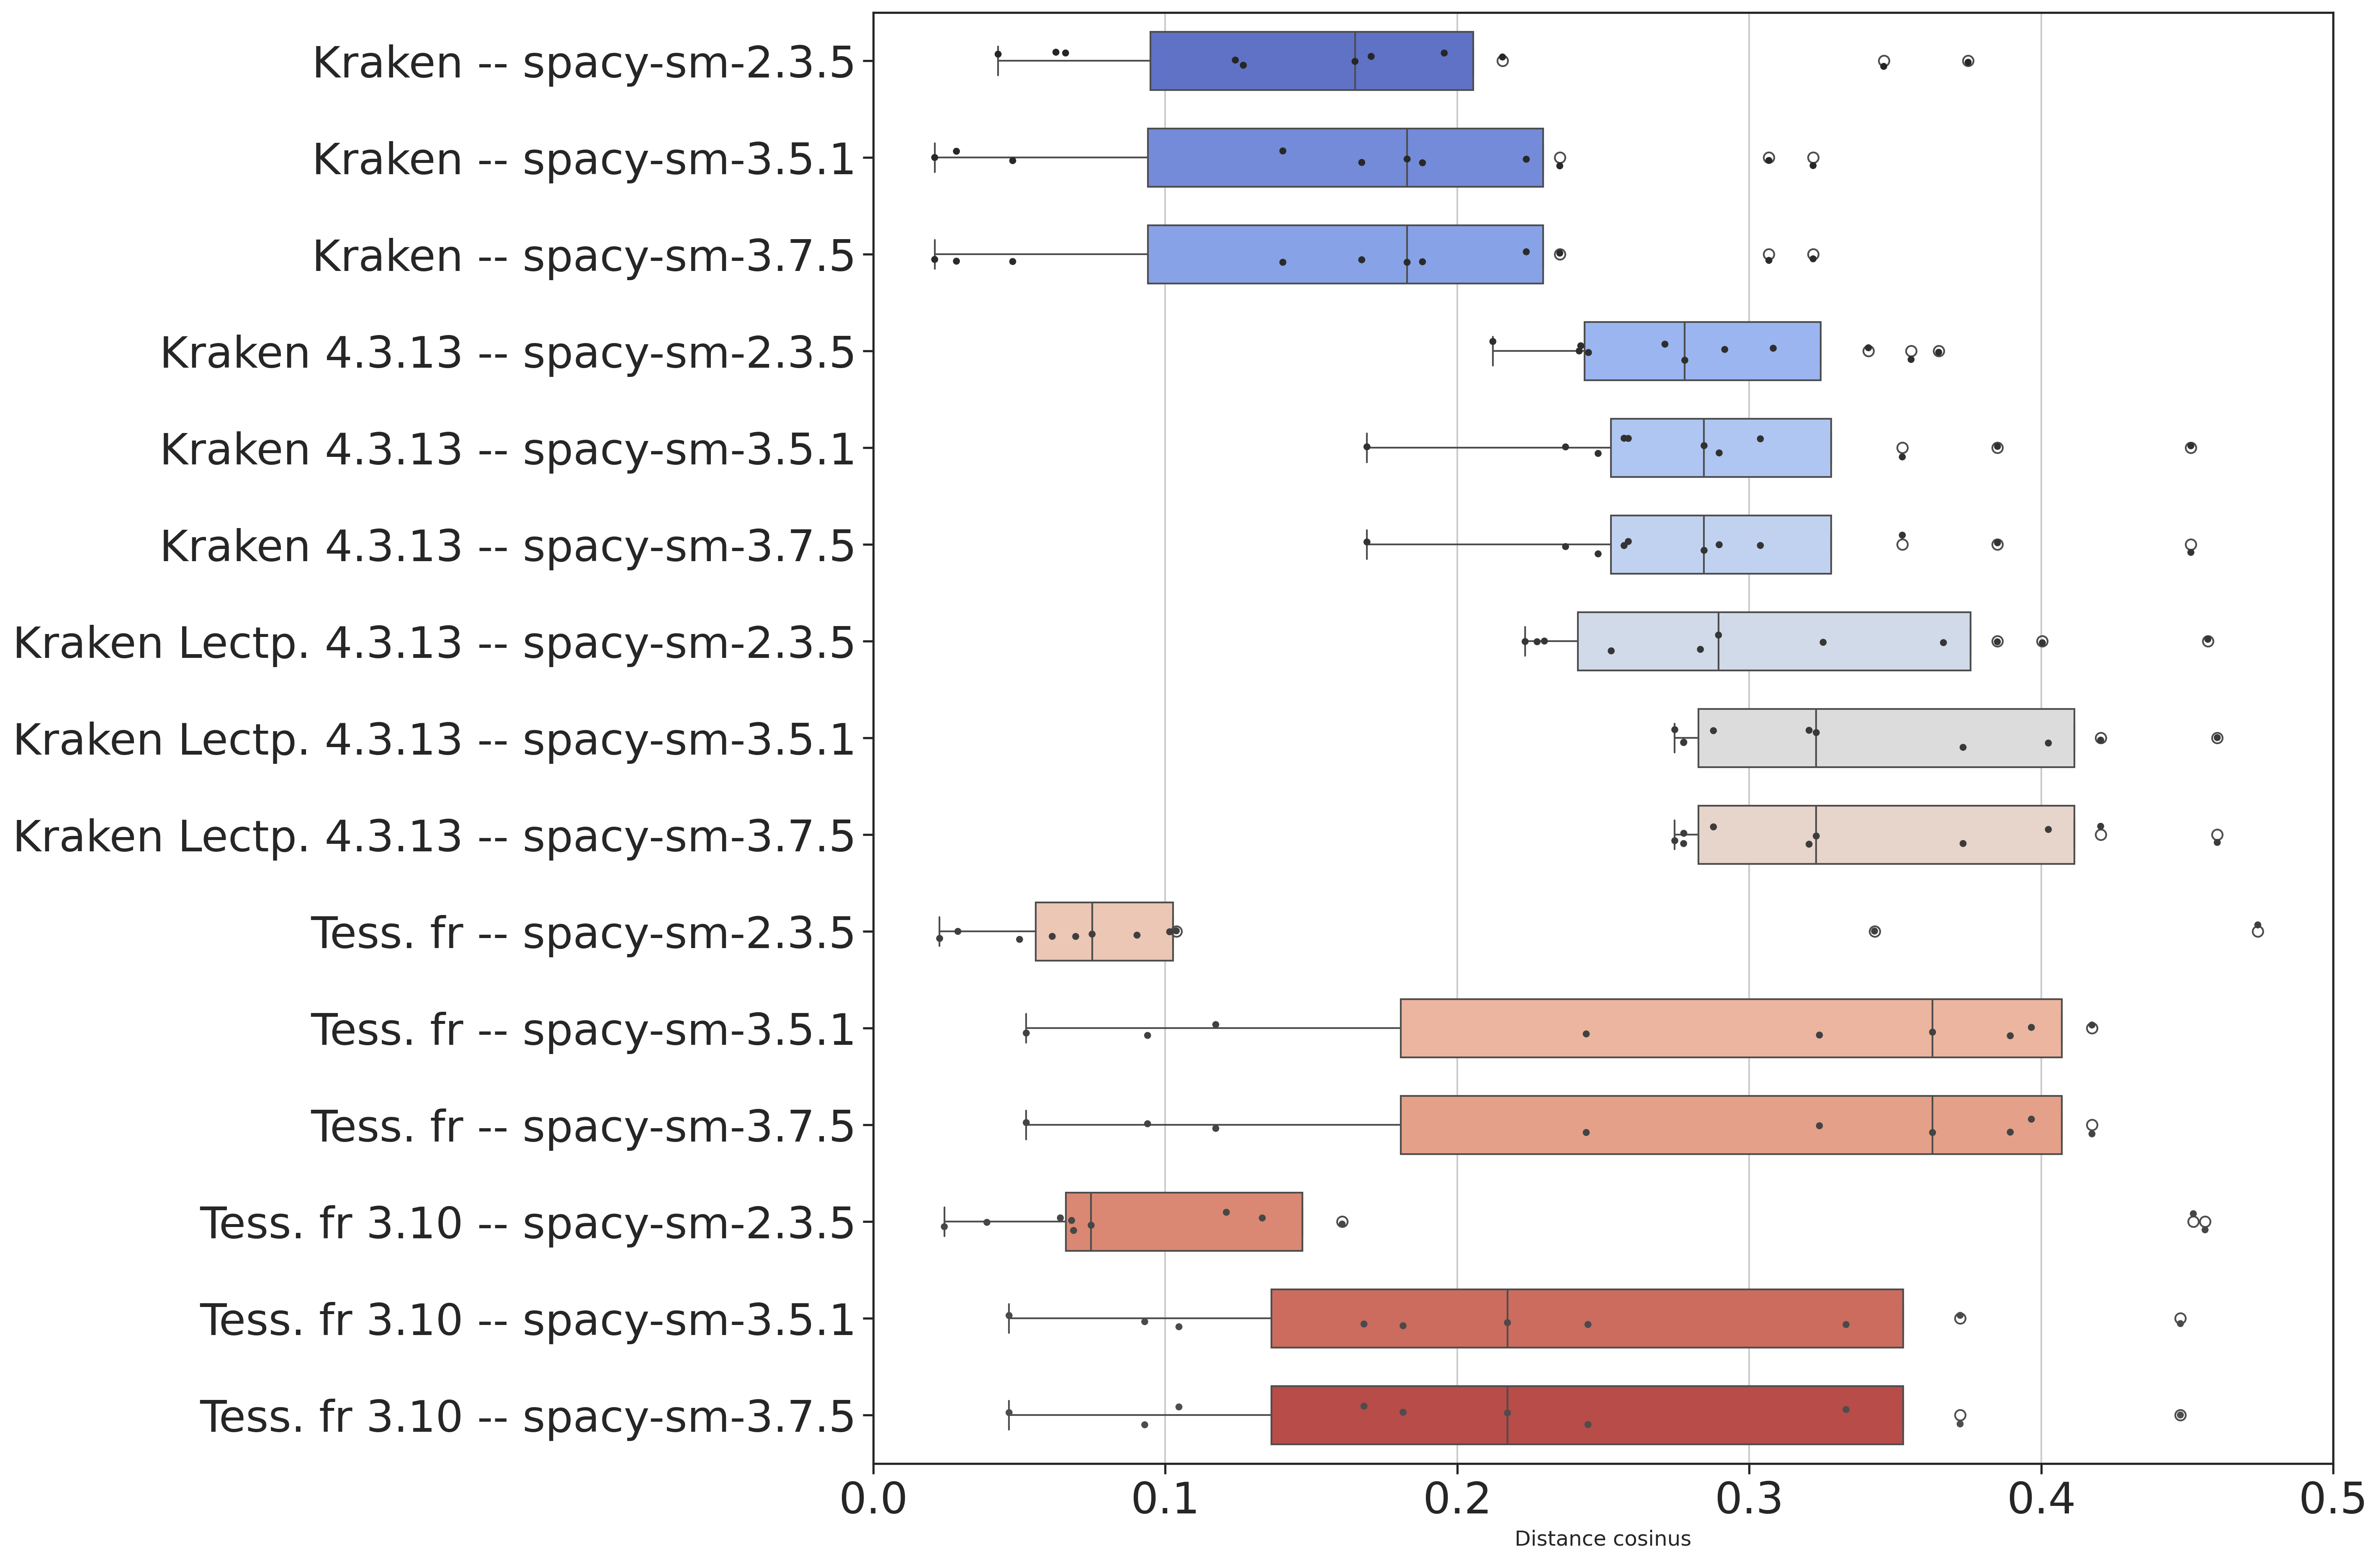 Kraken -- spacy-sm-2.3.5
Kraken -- spacy-sm-3.5.1
Kraken -- spacy-sm-3.7.5
Kraken 4.3.13 -- spacy-sm-2.3.5
Kraken 4.3.13 -- spacy-sm-3.5.1
Kraken 4.3.13 -- spacy-sm-3.7.5
Kraken Lectp. 4.3.13 -- spacy-sm-2.3.5
Kraken Lectp. 4.3.13 -- spacy-sm-3.5.1
Kraken Lectp. 4.3.13 -- spacy-sm-3.7.5
Tess. fr -- spacy-sm-2.3.5
Tess. fr -- spacy-sm-3.5.1
Tess. fr -- spacy-sm-3.7.5
Tess. fr 3.10 -- spacy-sm-2.3.5
Tess. fr 3.10 -- spacy-sm-3.5.1
Tess. fr 3.10 -- spacy-sm-3.7.5
0.0 0.1 0.2 0.3 0.4 0.5
Distance cosinus